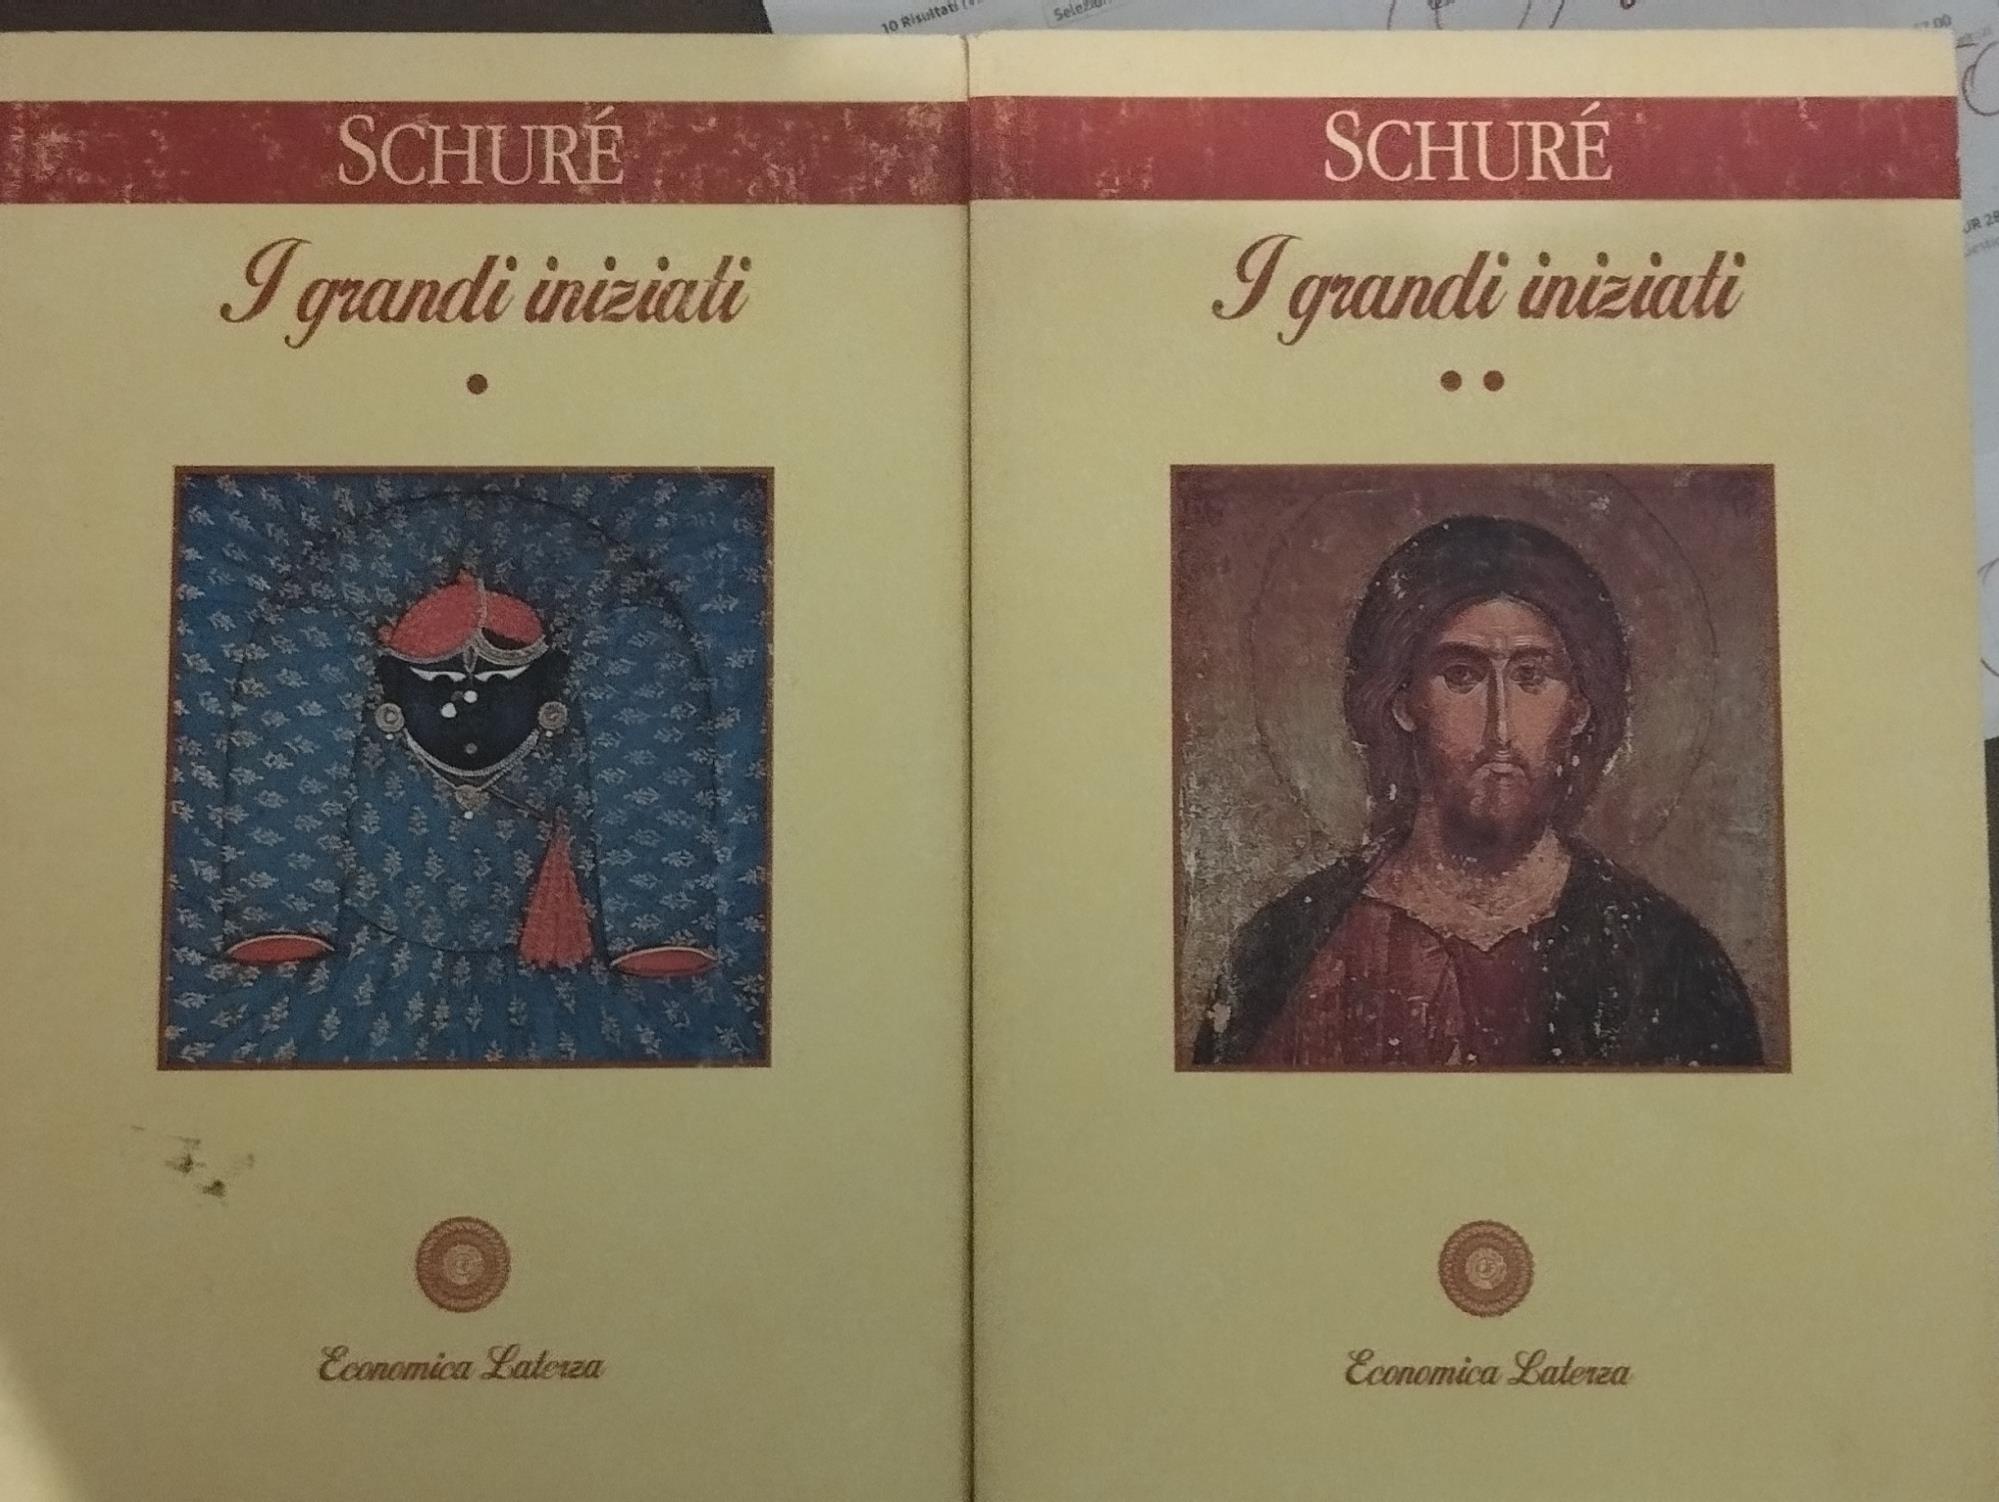 10 Risultati
SCHURÉ
I grandi iniziati
Economica Laterza
SCHURÉ
I grandi iniziati
Economica Laterza